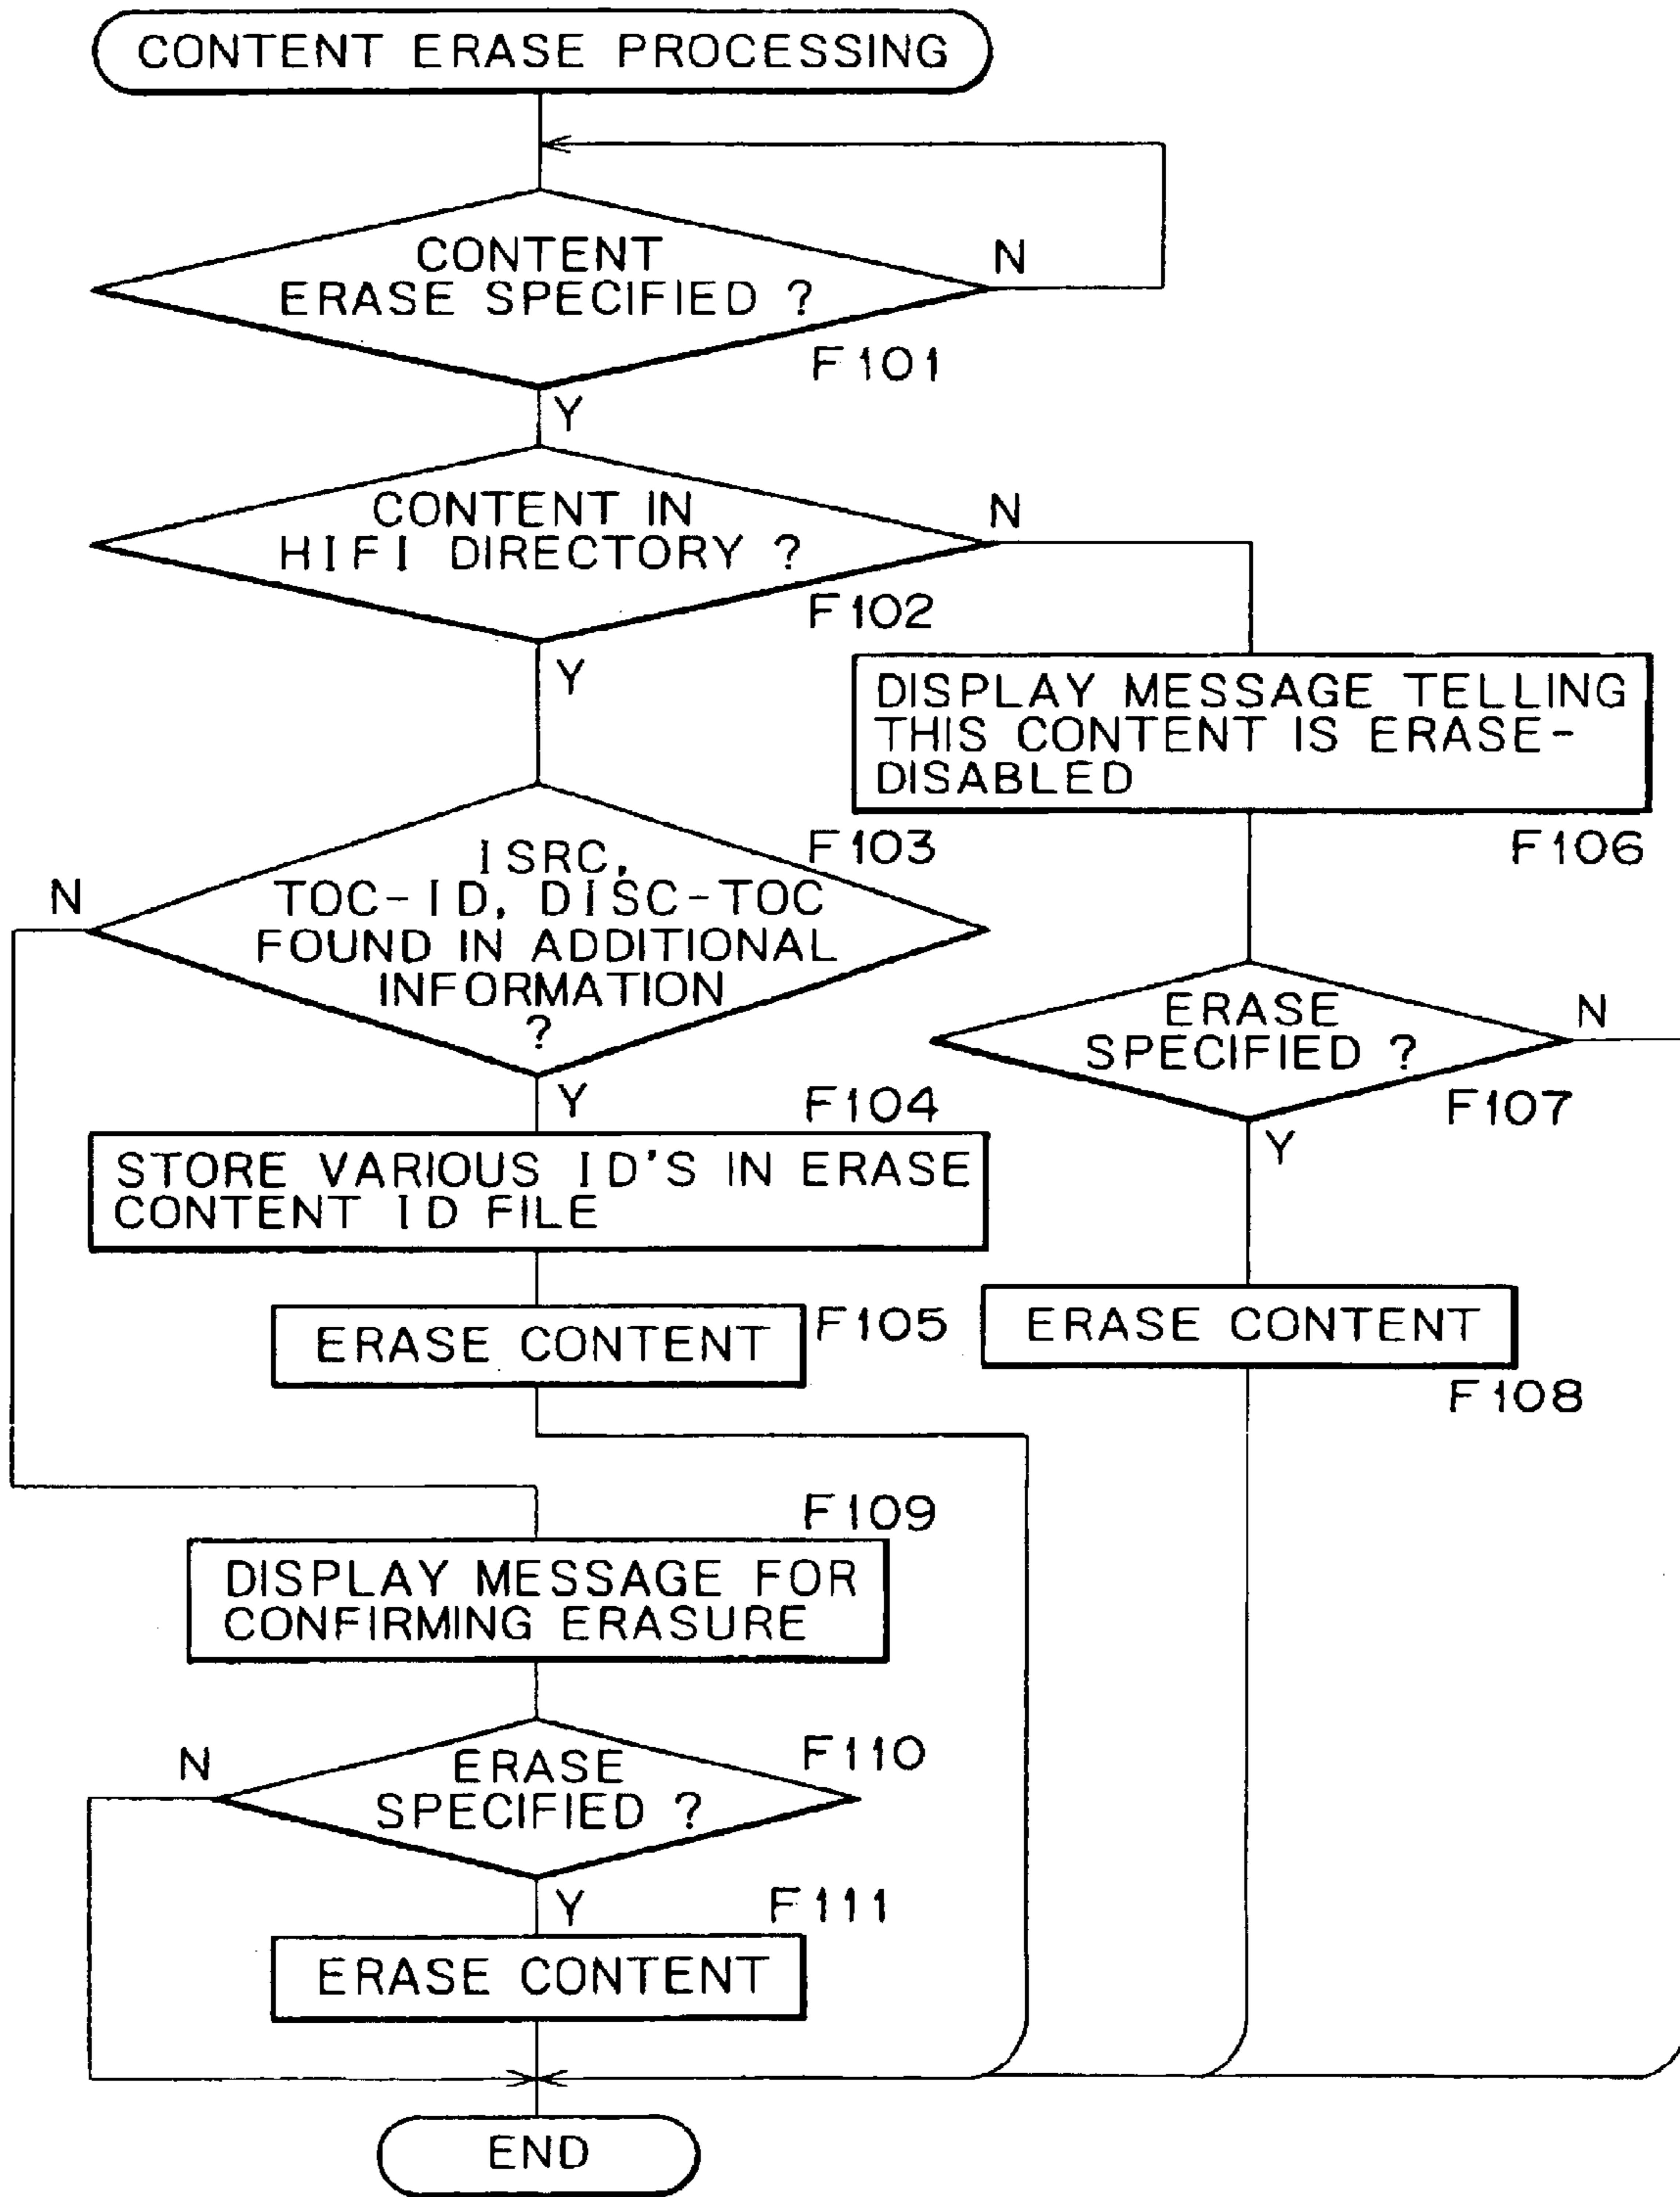 CONTENT ERASE PROCESSING
CONTENT
ERASE SPECIFIED ?
N
F101
Y
CONTENT IN
HIFI DIRECTORY ?
N
F102
Y
DISPLAY MESSAGE TELLING
THIS CONTENT IS ERASE-
DISABLED
F106
F103
ISRC,
TOC-ID, DISC-TOC
FOUND IN ADDITIONAL
INFORMATION
?
N
Y
ERASE
SPECIFIED ?
N
F107
Y
F104
STORE VARIOUS ID'S IN ERASE
CONTENT ID FILE
ERASE CONTENT
F105
ERASE CONTENT
F108
F109
DISPLAY MESSAGE FOR
CONFIRMING ERASURE
N
ERASE
SPECIFIED ?
F110
Y
F111
ERASE CONTENT
END